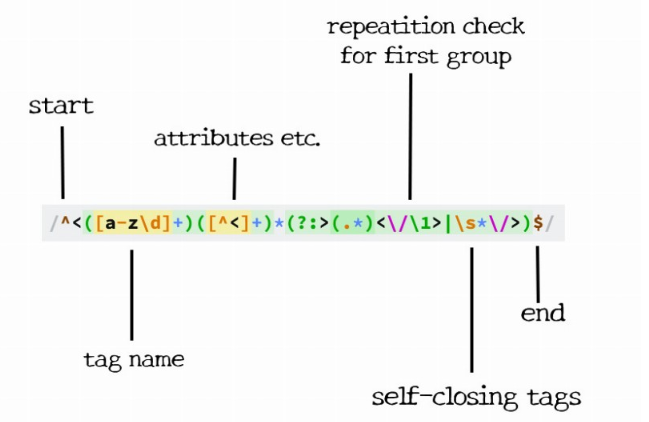 repeatition check
for first group
start
attributes etc.
/^<([a-z\d]+)([^<]+)*(?:>(.*)<\/\1>|\s*\/>)$/
end
tag name
self-closing tags